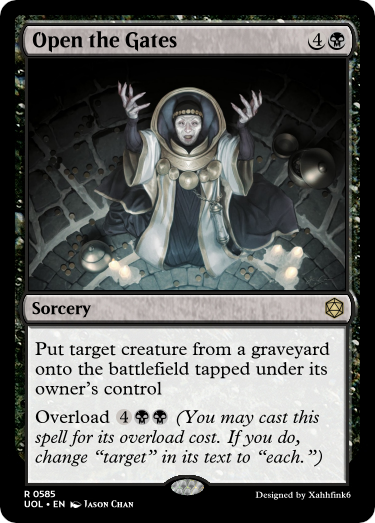 Open the Gates 4
Sorcery
Put target creature from a graveyard
onto the battlefield tapped under its
owner's control
Overload 4 (You may cast this
spell for its overload cost. If you do,
change “target” in its text to “each.”)
R 0585
UOL • EN Jason Chan
Designed by Xahhfink6